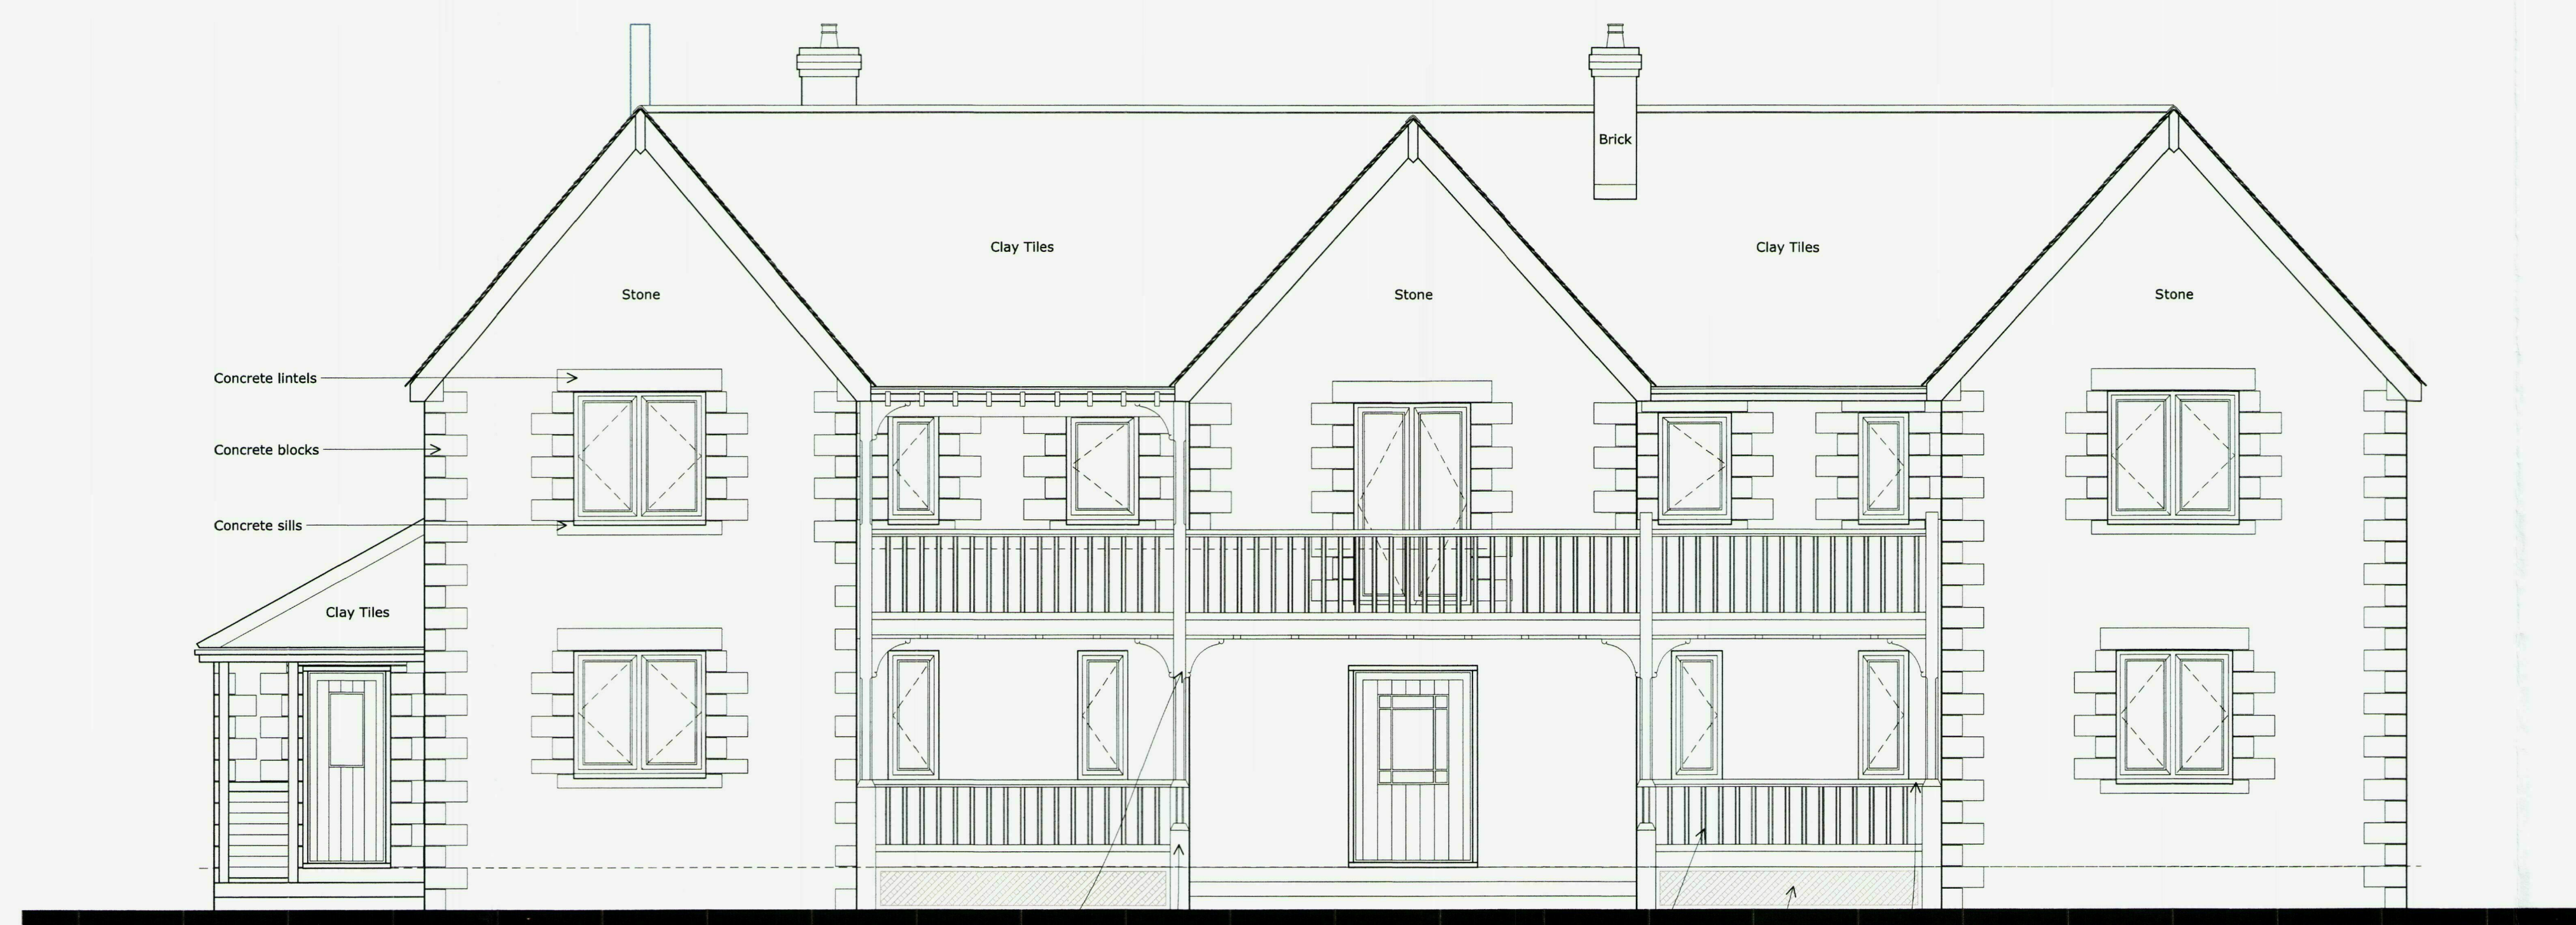 Brick
Clay Tiles
Clay Tiles
Stone
Stone
Stone
Concrete lintels
Concrete blocks
Concrete sills
Clay Tiles